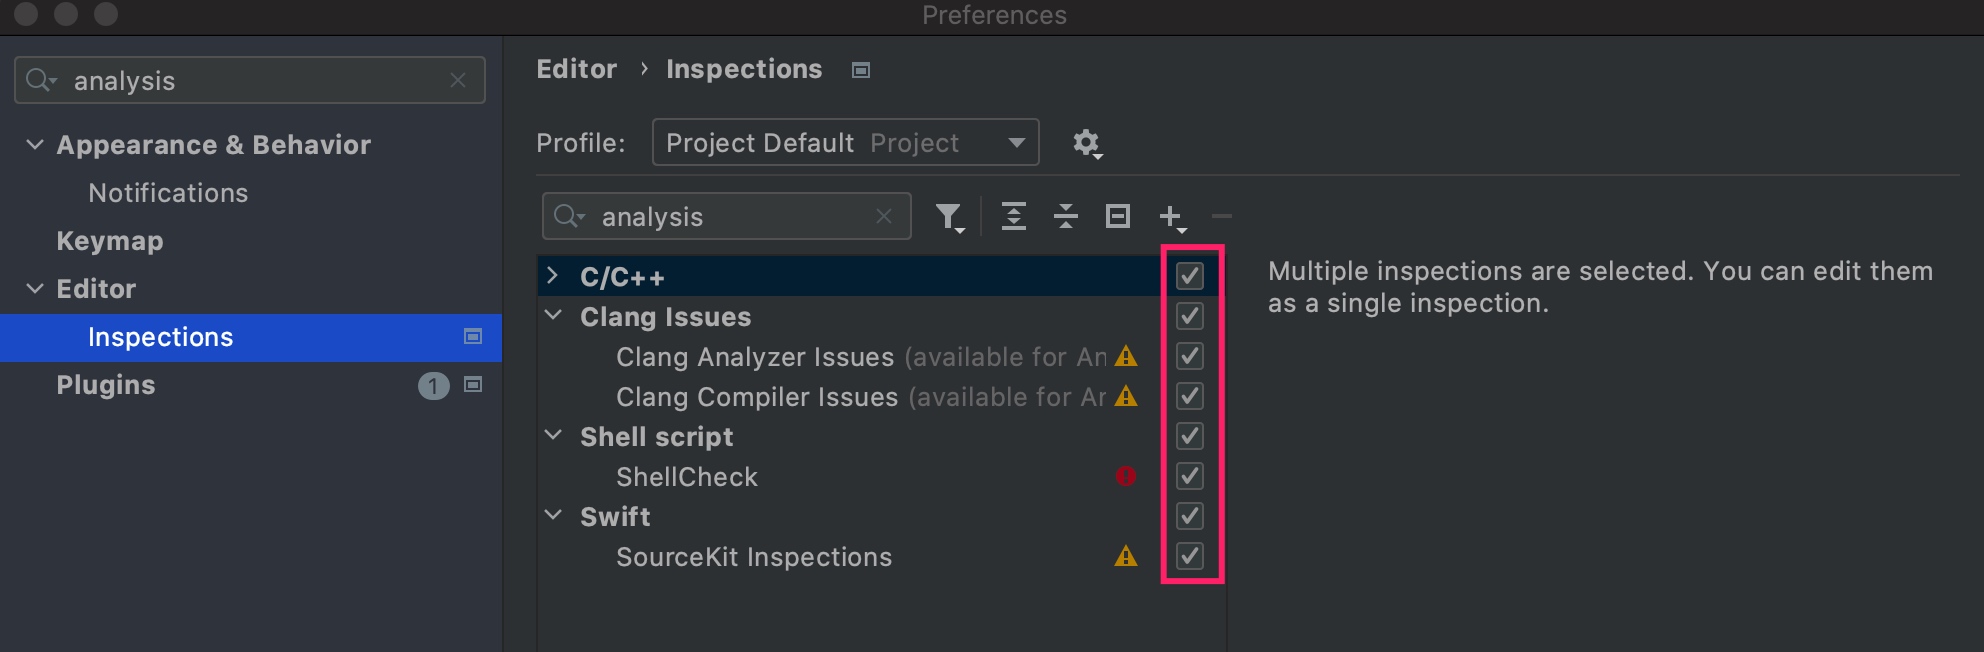 Preferences
analysis
Appearance & Behavior
Notifications
Keymap
Editor
Inspections
Plugins 1
Editor › Inspections
Profile: Project Default Project
analysis
C/C++
Clang Issues
Clang Analyzer Issues (available for An
Clang Compiler Issues (available for Ar
Shell script
ShellCheck
Swift
SourceKit Inspections
Multiple inspections are selected. You can edit them
as a single inspection.